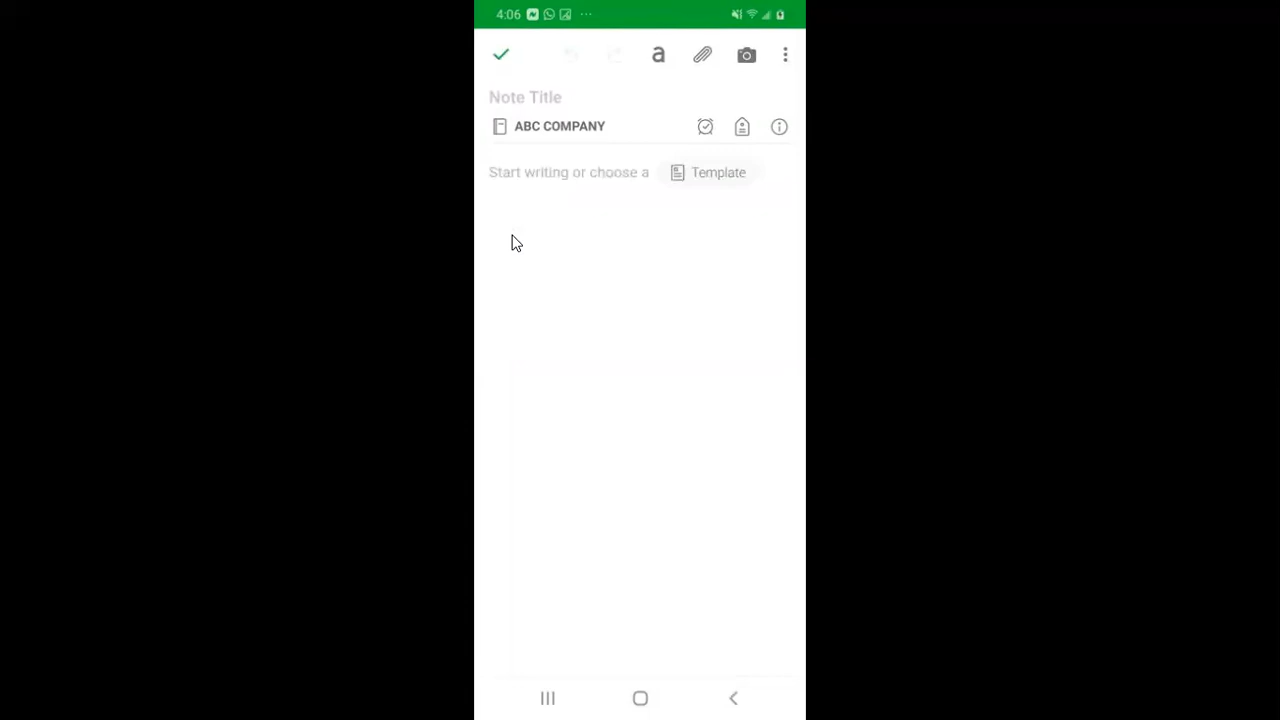 4:06
a
Note Title
ABC COMPANY
Start writing or choose a Template